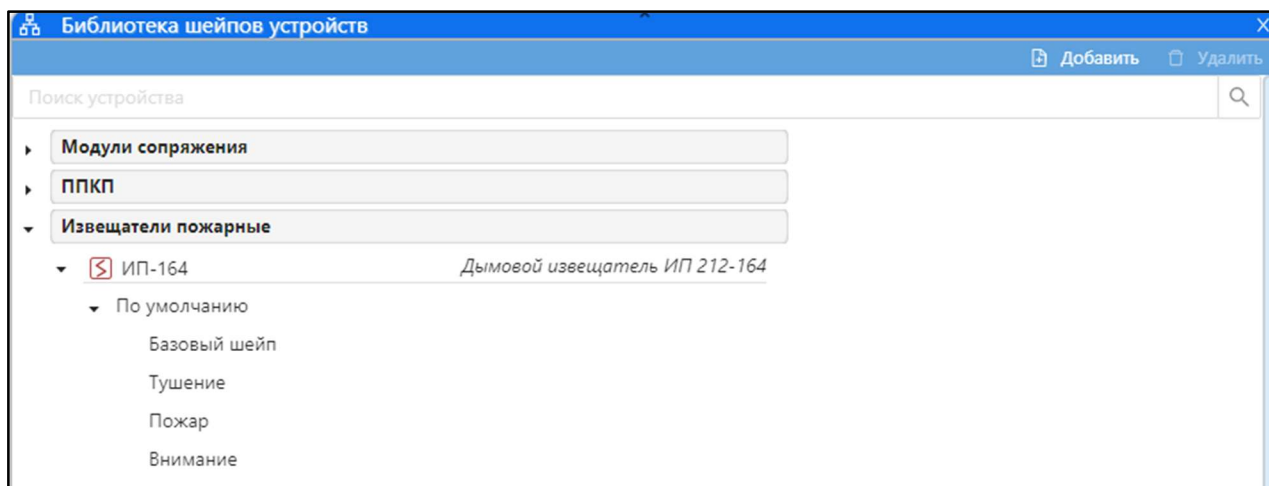 Библиотека шейпов устройств
Добавить Удалить
Поиск устройства
Модули сопряжения
ППКП
Извещатели пожарные
ИП-164 Дымовой извещатель ИП 212-164
По умолчанию
Базовый шейп
Тушение
Пожар
Внимание